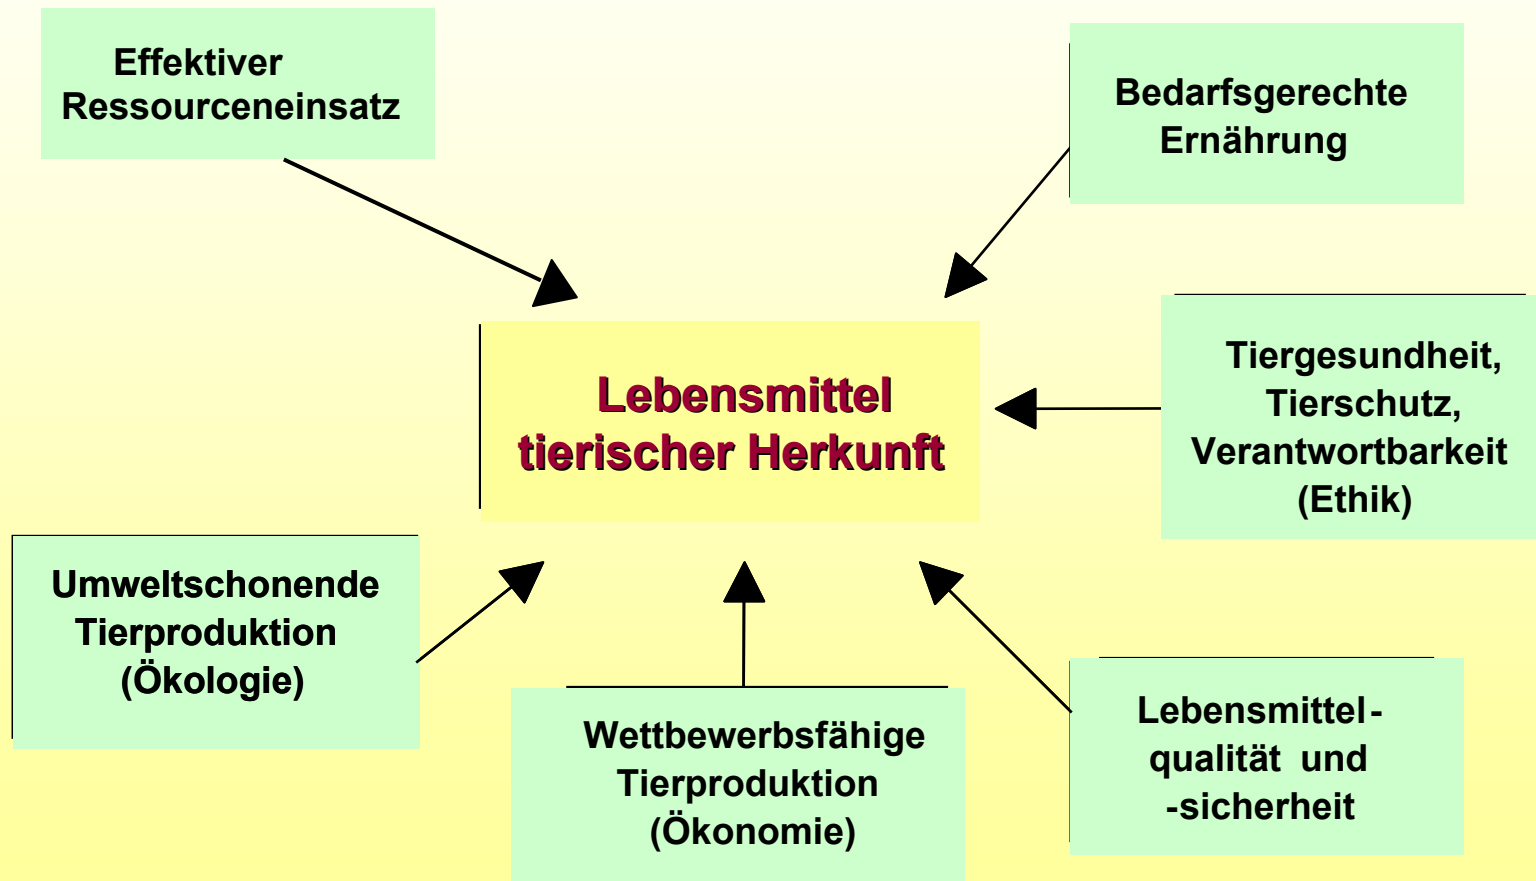 Effektiver
Ressourceneinsatz
Bedarfsgerechte
Ernährung
Lebensmittel
tierischer Herkunft
Tiergesundheit,
Tierschutz,
Verantwortbarkeit
(Ethik)
Umweltschonende
Tierproduktion
(Ökologie)
Wettbewerbsfähige
Tierproduktion
(Ökonomie)
Lebensmittel-
qualität und
-sicherheit